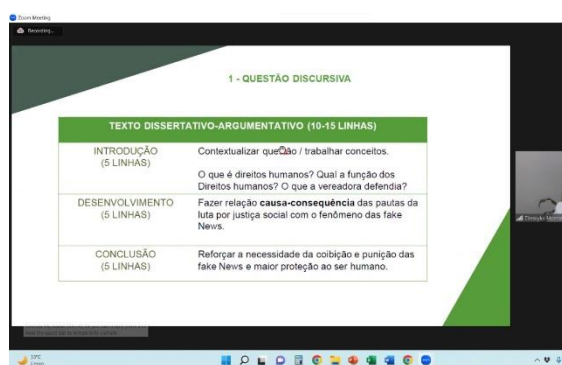 Zoom Meeting
Recording...
1 - QUESTÃO DISCURSIVA
TEXTO DISSERTATIVO-ARGUMENTATIVO (10-15 LINHAS)
INTRODUÇÃO
(5 LINHAS)
Contextualizar questão / trabalhar conceitos.
O que é direitos humanos? Qual a função dos
Direitos humanos? O que a vereadora defendia?
DESENVOLVIMENTO
(5 LINHAS)
Fazer relação causa-consequência das pautas da
luta por justiça social com o fenômeno das fake
News.
CONCLUSÃO
(5 LINHAS)
Reforçar a necessidade da coibição e punição das
fake News e maior proteção ao ser humano.